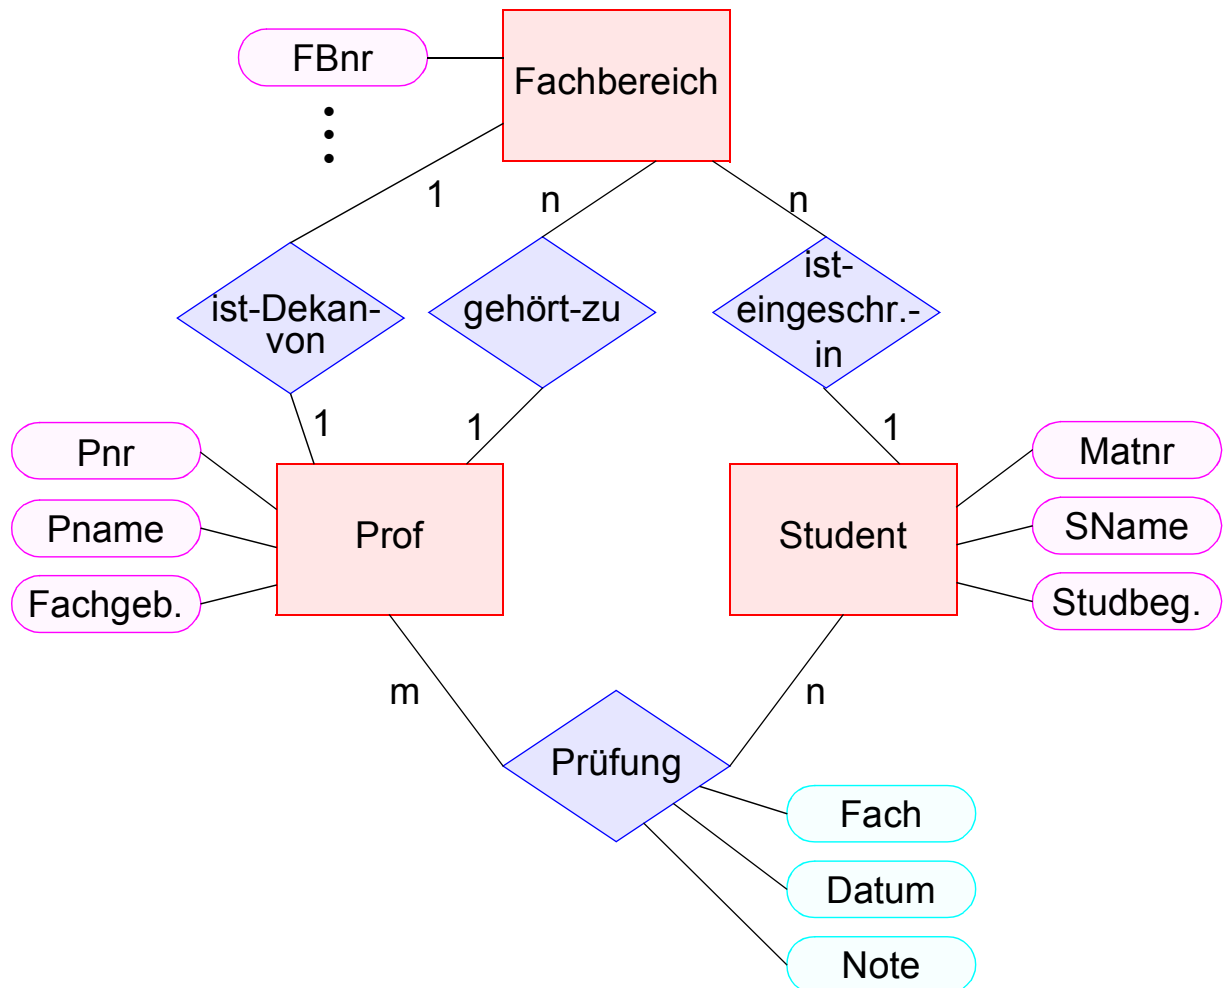 FBnr
Fachbereich
1
n
n
ist-Dekan-
von
gehört-zu
ist-
eingeschr.-
in
1
1
1
Pnr
Pname
Fachgeb.
Prof
Student
Matnr
SName
Studbeg.
m
n
Prüfung
Fach
Datum
Note